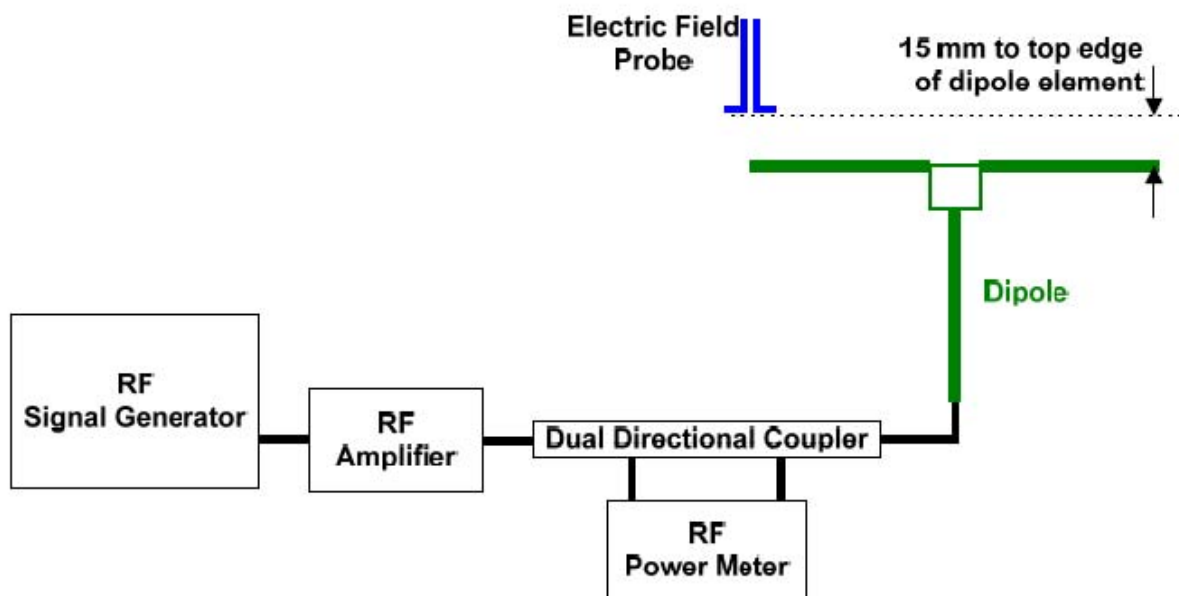 Electric Field
Probe
15 mm to top edge
of dipole element
Dipole
RF
Signal Generator
RF
Amplifier
Dual Directional Coupler
RF
Power Meter